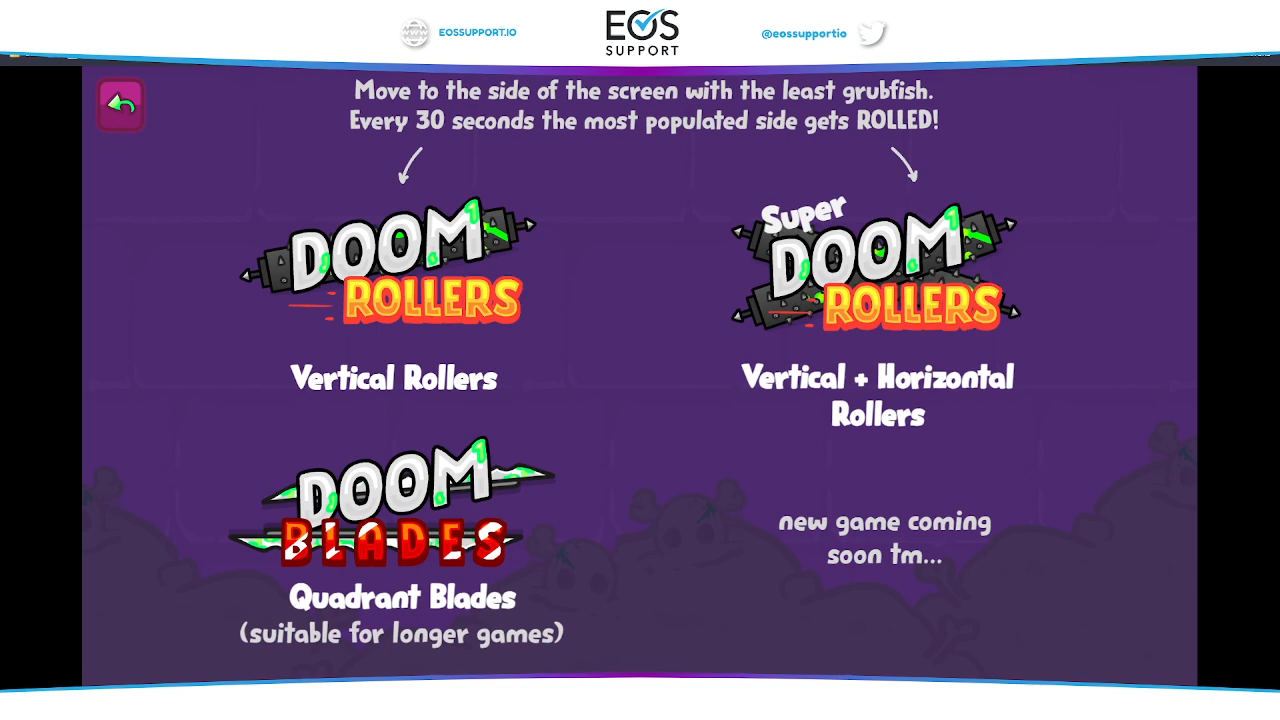 EOSSUPPORT.IO
EOS
SUPPORT
@eossupportio
Move to the side of the screen with the least grubfish.
Every 30 seconds the most populated side gets ROLLED!
DOOM
ROLLERS
Vertical Rollers
Super
DOOM
ROLLERS
Vertical + Horizontal
Rollers
DOOM
BLADES
Quadrant Blades
(suitable for longer games)
new game coming
soon tm...